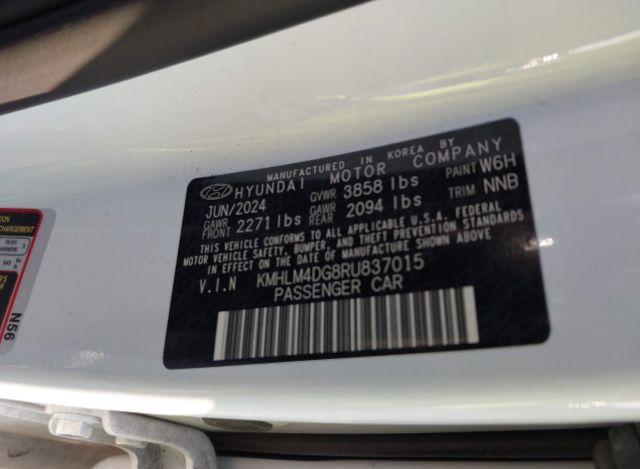 MANUFACTURED IN KOREA BY
HYUNDAI MOTOR COMPANY
JUN/2024 GVWR 3858 lbs PAINT W6H
GAWR FRONT 2271 lbs GAWR REAR 2094 lbs TRIM NNB
THIS VEHICLE CONFORMS TO ALL APPLICABLE U.S.A. FEDERAL
MOTOR VEHICLE SAFETY, BUMPER, AND THEFT PREVENTION
STANDARDS IN EFFECT ON THE DATE OF MANUFACTURE SHOWN ABOVE
V.I.N KMHLM4DG8RU837015
PASSENGER CAR
N56